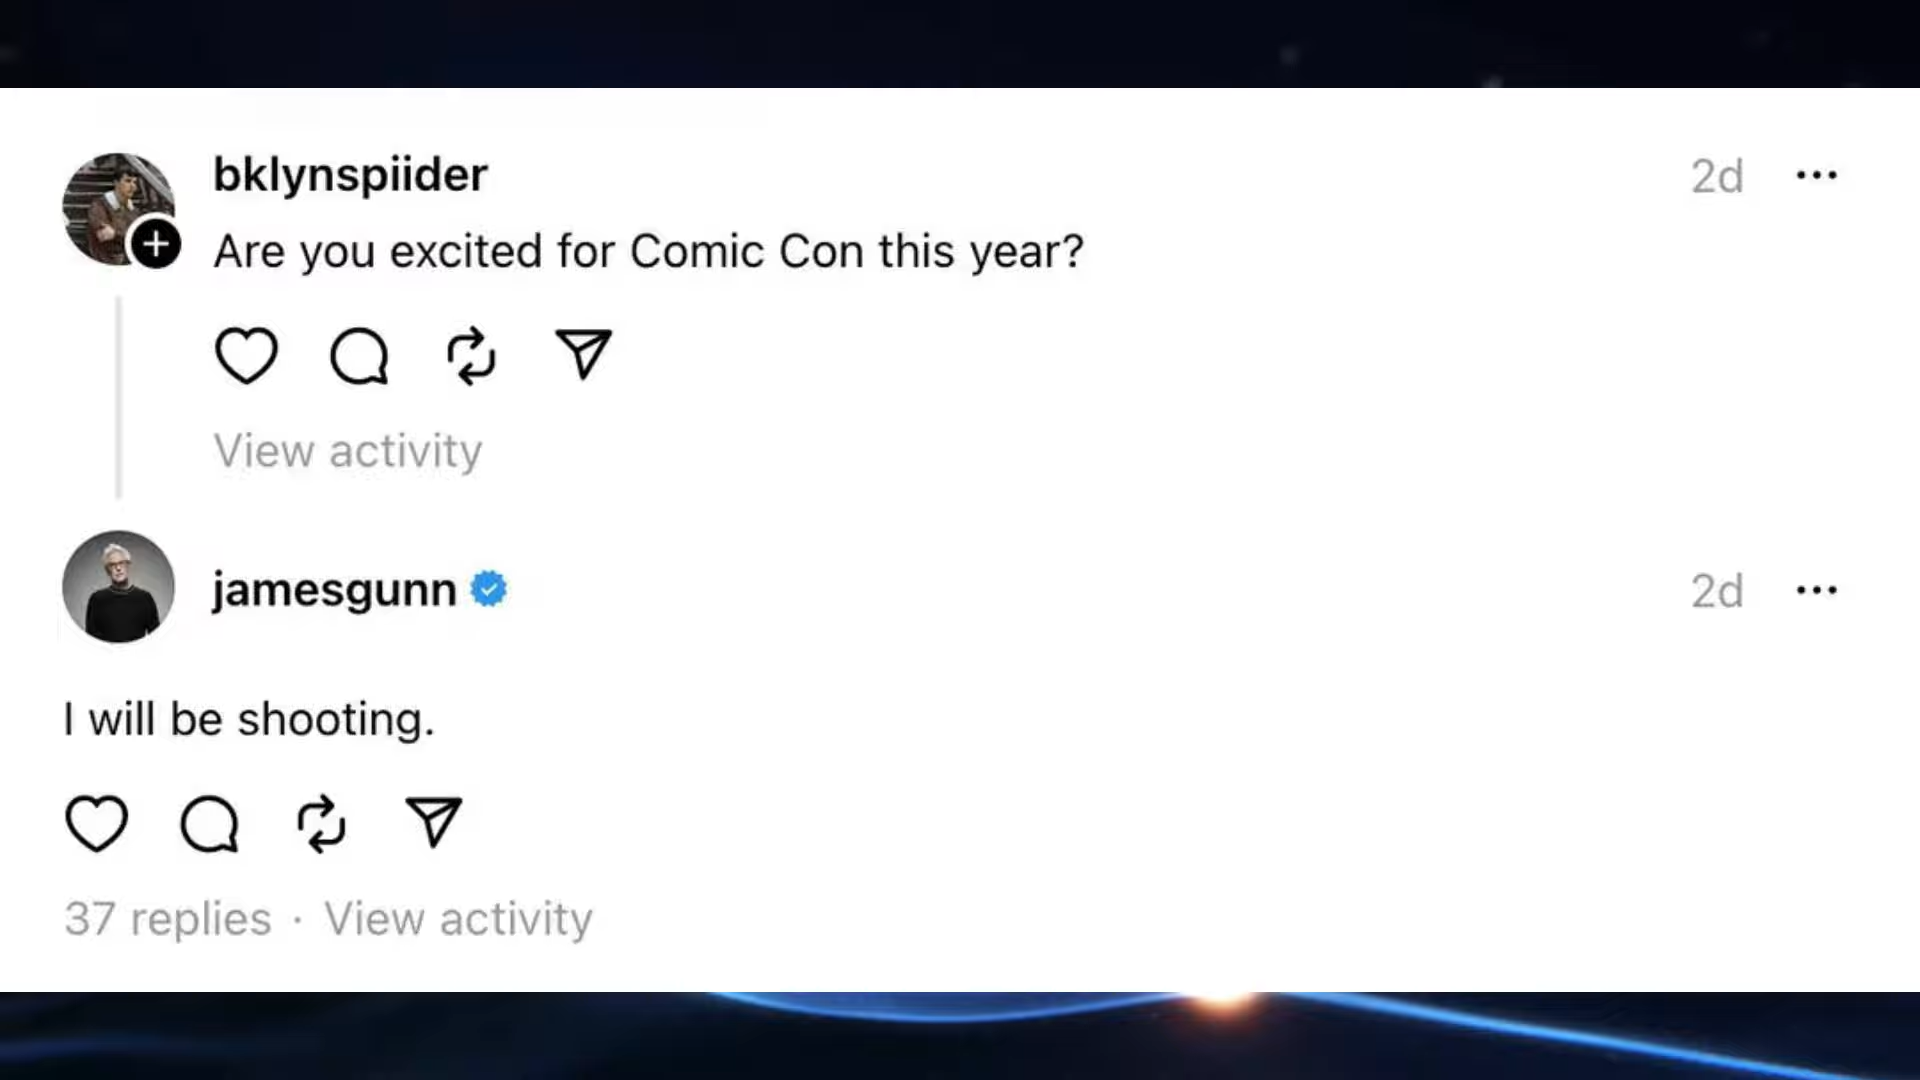 bklynspiider
2d
Are you excited for Comic Con this year?
View activity
jamesgunn
2d
I will be shooting.
37 replies · View activity